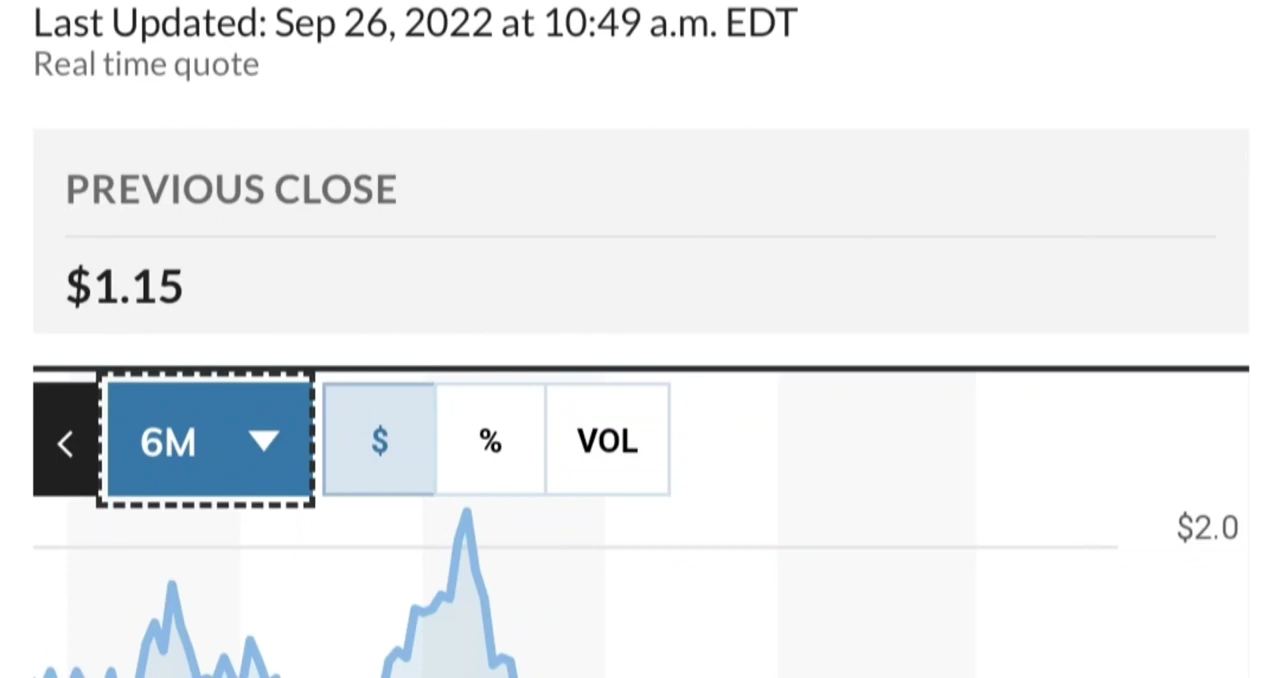 Last Updated: Sep 26, 2022 at 10:49 a.m. EDT
Real time quote
PREVIOUS CLOSE
$1.15
6M $ % VOL
$2.0